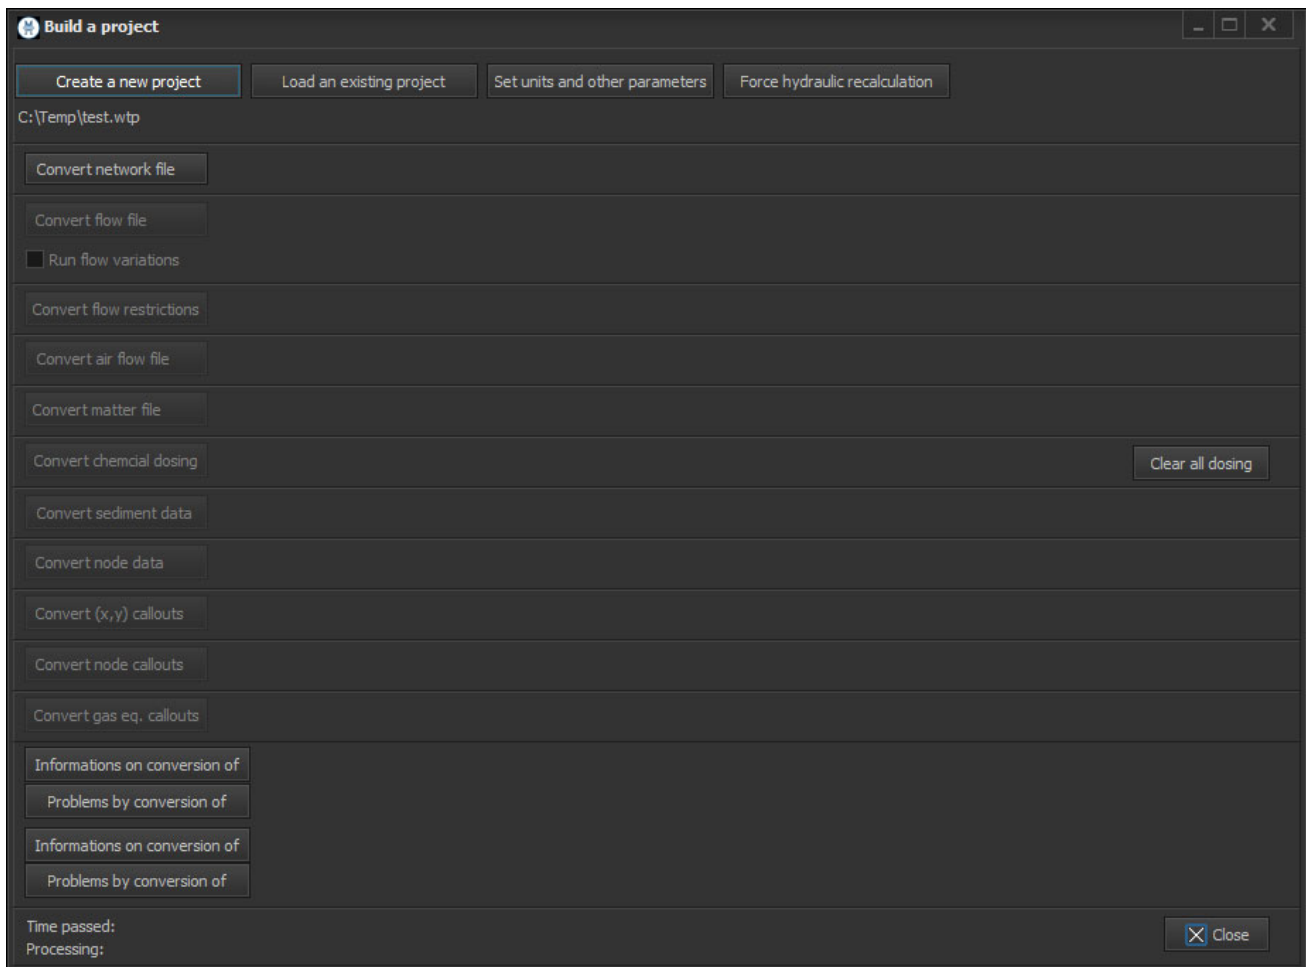 Build a project
Create a new project Load an existing project Set units and other parameters Force hydraulic recalculation
C:\Temp\test.wtp
Convert network file
Convert flow file
Run flow variations
Convert flow restrictions
Convert air flow file
Convert matter file
Convert chemcial dosing Clear all dosing
Convert sediment data
Convert node data
Convert (x,y) callouts
Convert node callouts
Convert gas eq. callouts
Informations on conversion of
Problems by conversion of
Informations on conversion of
Problems by conversion of
Time passed:
Processing:
Close